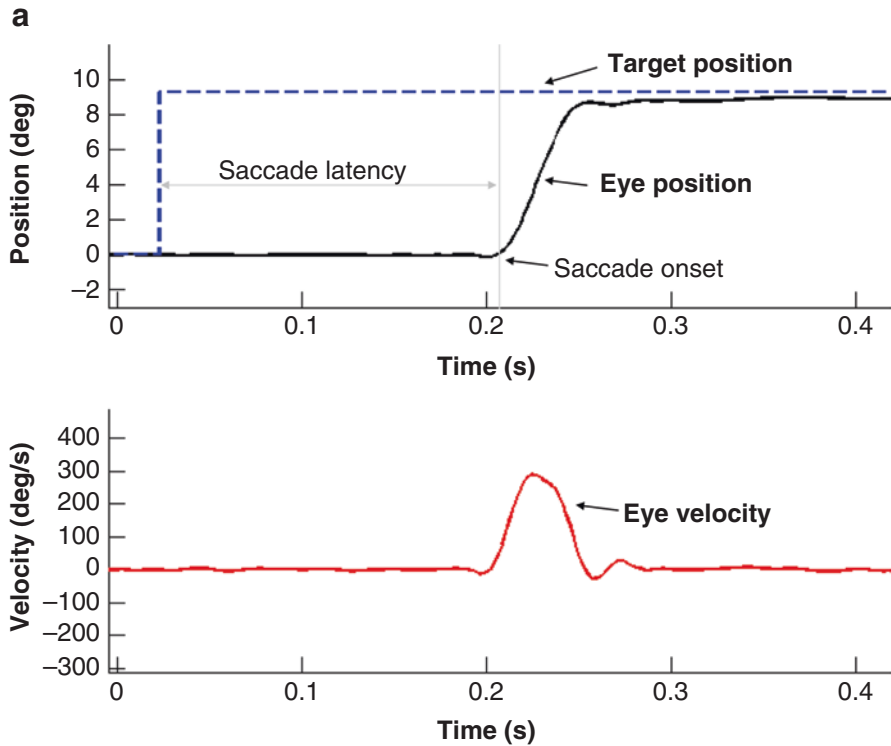 a
Position (deg)
10
8
6
4
2
0
–2
Target position
Saccade latency
Eye position
Saccade onset
0 0.1 0.2 0.3 0.4
Time (s)
Velocity (deg/s)
400
300
200
100
0
–100
–200
–300
Eye velocity
0 0.1 0.2 0.3 0.4
Time (s)